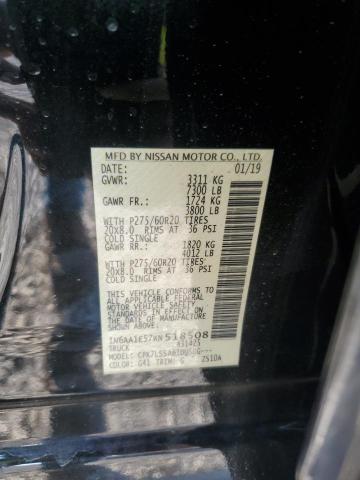 MFD BY NISSAN MOTOR CO., LTD.
DATE: 01/19
GVWR: 3311 KG
7300 LB
GAWR FR.: 1724 KG
3800 LB
WITH P275/60R20 TIRES
20X8.0 RIMS AT 36 PSI
COLD SINGLE
GAWR RR.: 1820 KG
4012 LB
WITH P275/60R20 TIRES
20X8.0 RIMS AT 36 PSI
COLD SINGLE
THIS VEHICLE CONFORMS TO ALL
APPLICABLE FEDERAL MOTOR VEHICLE
SAFETY STANDARDS IN EFFECT ON
THE DATE OF MANUFACTURE
SHOWN ABOVE.
1N6AA1E57KN518508
TRUCK
COLOR: G41 TRIM: G 2510A